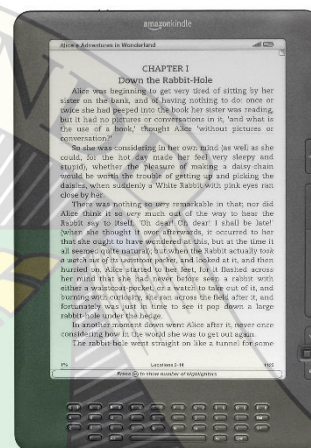 amazonkindle
Alice's Adventures in Wonderland
CHAPTER I
Down the Rabbit-Hole
Alice was beginning to get very tired of sitting by her
sister on the bank, and of having nothing to do: once or
twice she had peeped into the book her sister was reading,
but it had no pictures or conversations in it, 'and what is
the use of a book,' thought Alice 'without pictures or
conversation?'
So she was considering in her own mind (as well as she
could, for the hot day made her feel very sleepy and
stupid), whether the pleasure of making a daisy-chain
would be worth the trouble of getting up and picking the
daisies, when suddenly a White Rabbit with pink eyes ran
close by her.
There was nothing so very remarkable in that; nor did
Alice think it so very much out of the way to hear the
Rabbit say to itself, 'Oh dear! Oh dear! I shall be late!'
(when she thought it over afterwards, it occurred to her
that she ought to have wondered at this, but at the time it
all seemed quite natural); but when the Rabbit actually took
a watch out of its waistcoat-pocket, and looked at it, and then
hurried on, Alice started to her feet, for it flashed across
her mind that she had never before seen a rabbit with
either a waistcoat-pocket, or a watch to take out of it, and
burning with curiosity, she ran across the field after it, and
fortunately was just in time to see it pop down a large
rabbit-hole under the hedge.
In another moment down went Alice after it, never once
considering how in the world she was to get out again.
The rabbit-hole went straight on like a tunnel for some